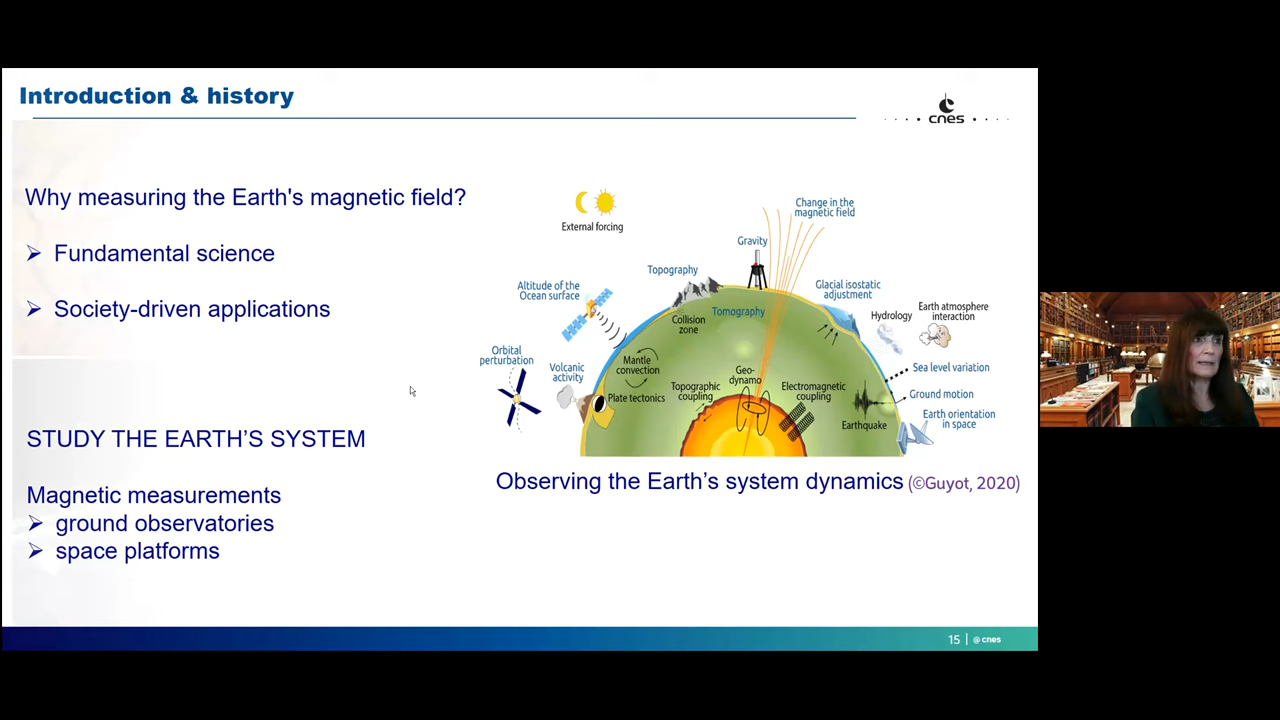 Introduction & history
cnes
Why measuring the Earth's magnetic field?
Fundamental science
Society-driven applications
STUDY THE EARTH'S SYSTEM
Magnetic measurements
ground observatories
space platforms
External forcing
Change in the
magnetic field
Gravity
Topography
Altitude of the
Ocean surface
Glacial isostatic
adjustment
Tomography
Collision
zone
Hydrology
Earth atmosphere
interaction
Orbital
perturbation
Volcanic
activity
Mantle
convection
Plate tectonics
Geo-
dynamo
Topographic
coupling
Electromagnetic
coupling
Sea level variation
Ground motion
Earthquake
Earth orientation
in space
Observing the Earth's system dynamics (©Guyot, 2020)
15 | @ cnes